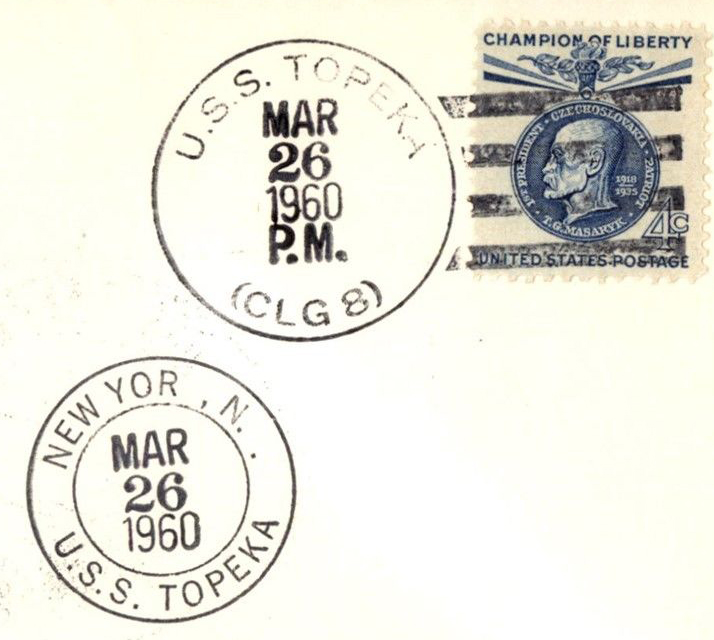 U.S.S. TOPEKA
MAR
26
1960
P.M.
(CLG 8)
CHAMPION OF LIBERTY
1ST PRESIDENT · CZECHOSLOVAKIA · PATRIOT
1918
1935
· T.G. MASARYK ·
4c
UNITED STATES POSTAGE
NEW YOR , N. .
MAR
26
1960
U.S.S. TOPEKA